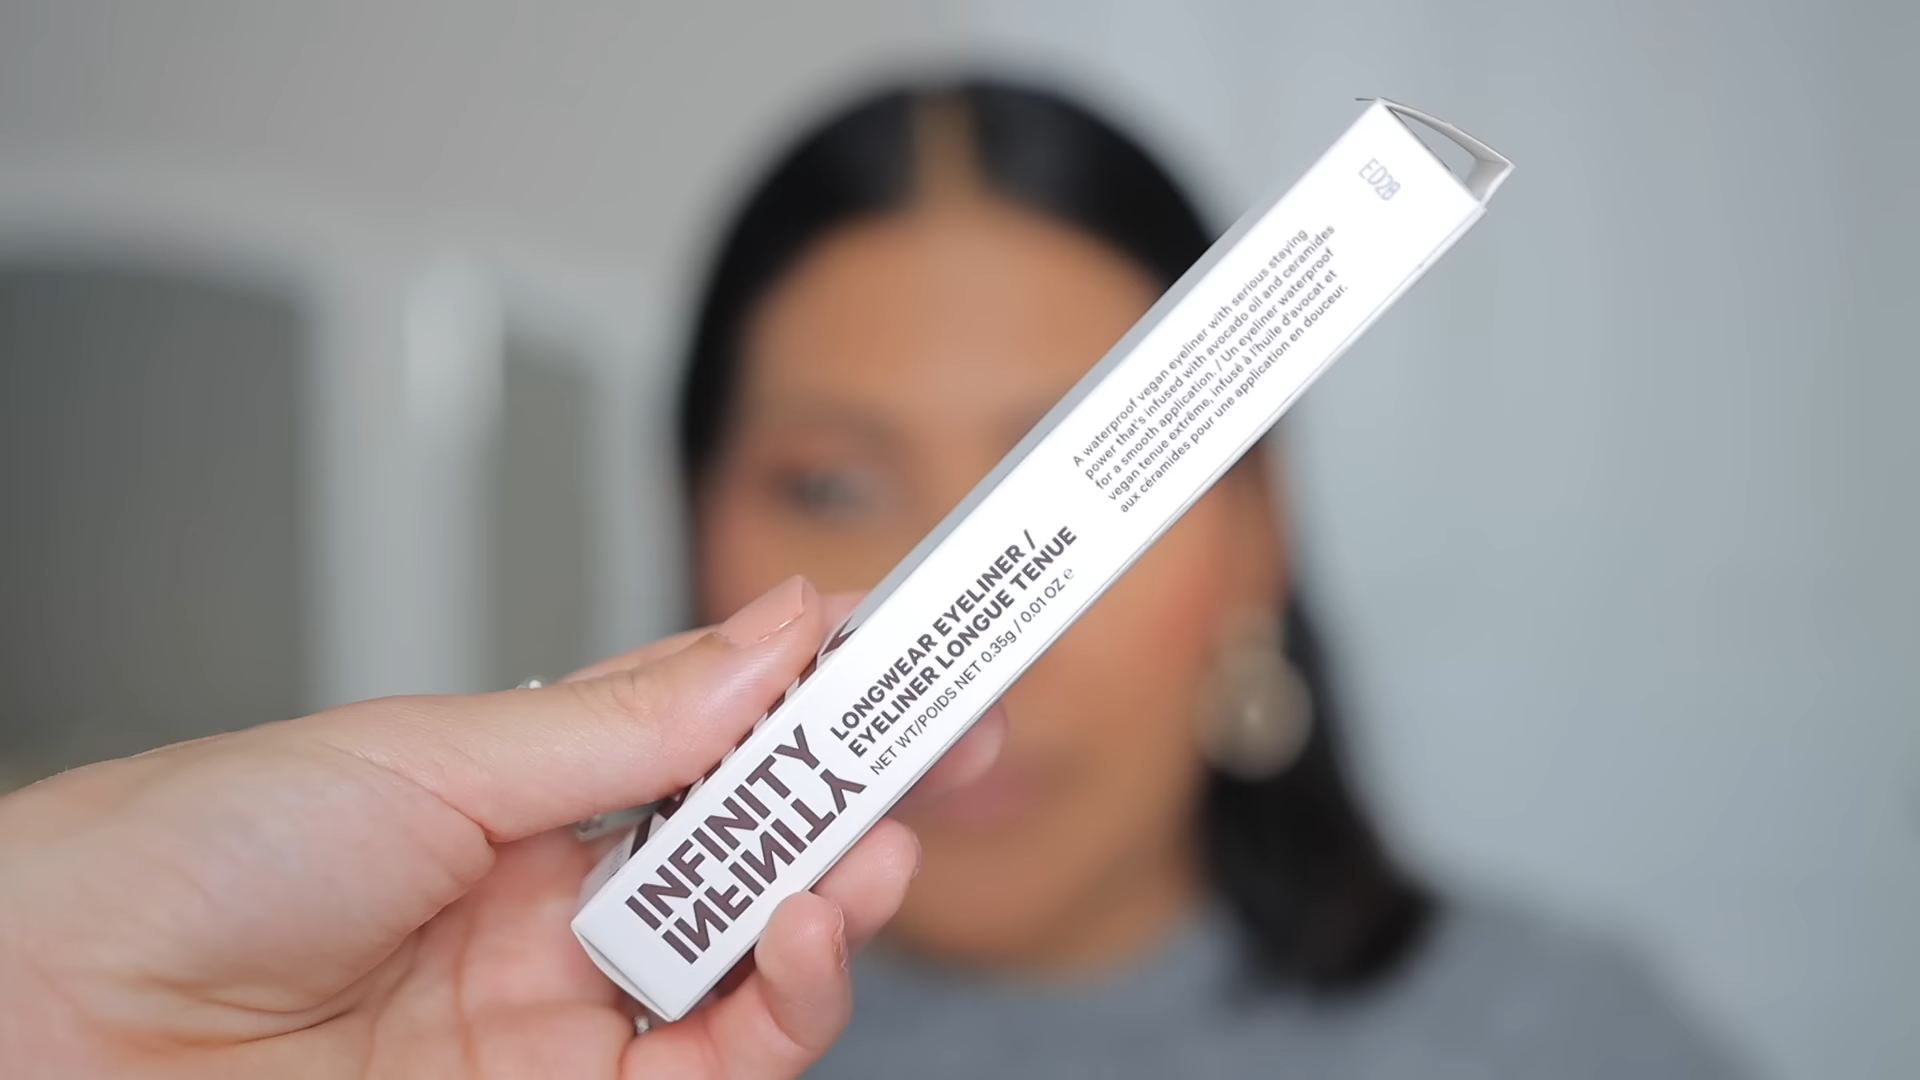 INFINITY
INFINITY
LONGWEAR EYELINER /
EYELINER LONGUE TENUE
NET WT/POIDS NET 0.35g / 0.01 OZ ℮
A waterproof vegan eyeliner with serious staying
power that's infused with avocado oil and ceramides
for a smooth application. / Un eyeliner waterproof
vegan tenue extrême, infusé à l'huile d'avocat et
aux céramides pour une application en douceur.
ED28